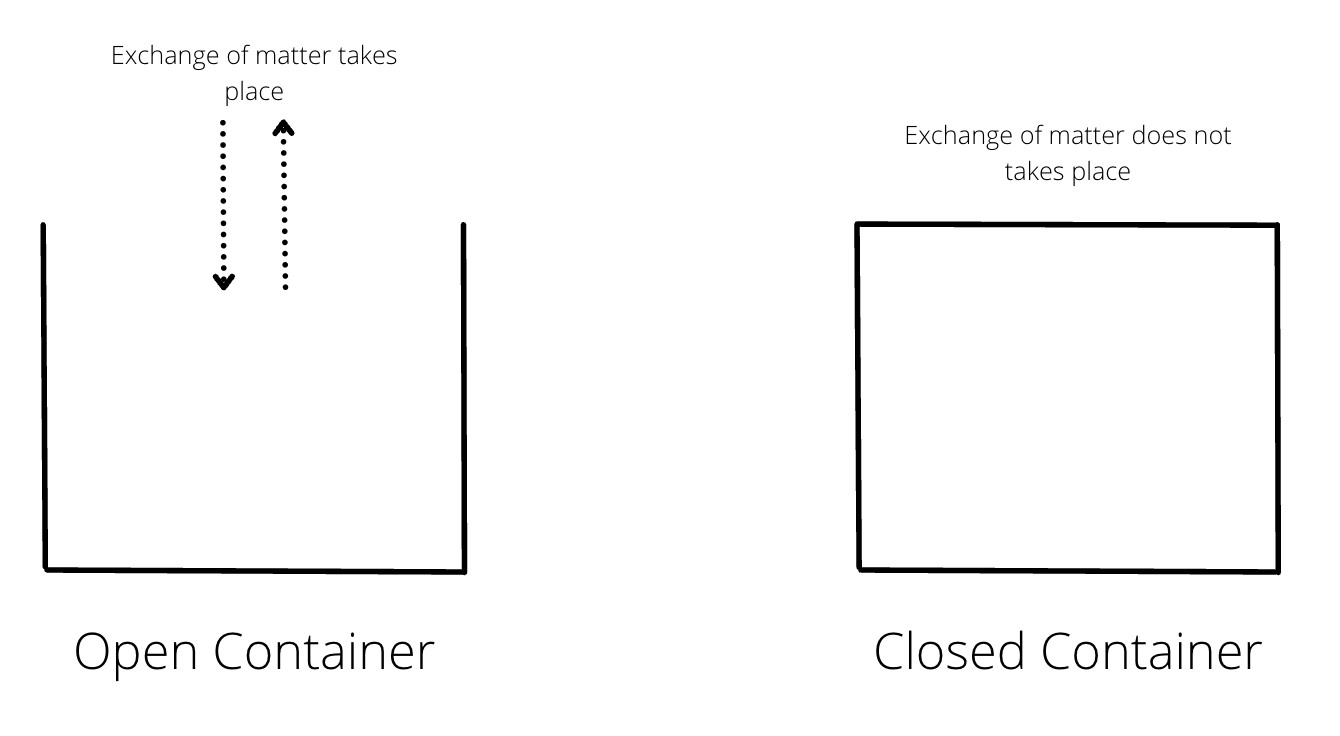 Exchange of matter takes
place
Exchange of matter does not
takes place
Open Container
Closed Container